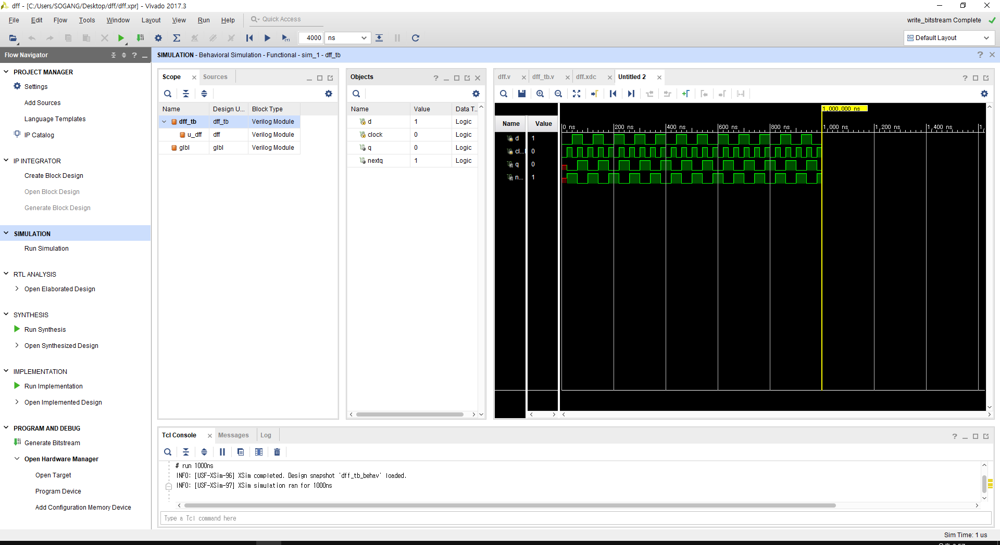 dff - [C:/Users/SOGANG/Desktop/dff/dff.xpr] - Vivado 2017.3
File Edit Flow Tools Window Layout View Run Help Quick Access
write_bitstream Complete
4000 ns
Default Layout
Flow Navigator
SIMULATION - Behavioral Simulation - Functional - sim_1 - dff_tb
PROJECT MANAGER
Settings
Add Sources
Language Templates
IP Catalog
IP INTEGRATOR
Create Block Design
Open Block Design
Generate Block Design
SIMULATION
Run Simulation
RTL ANALYSIS
Open Elaborated Design
SYNTHESIS
Run Synthesis
Open Synthesized Design
IMPLEMENTATION
Run Implementation
Open Implemented Design
PROGRAM AND DEBUG
Generate Bitstream
Open Hardware Manager
Open Target
Program Device
Add Configuration Memory Device
Scope Sources
Name Design U... Block Type
dff_tb dff_tb Verilog Module
u_dff dff Verilog Module
glbl glbl Verilog Module
Objects
Name Value Data T...
d 1 Logic
clock 0 Logic
q 0 Logic
nextq 1 Logic
dff.v dff_tb.v dff.xdc Untitled 2
1,000,000 ns
Name Value
0 ns 200 ns 400 ns 600 ns 800 ns 1,000 ns 1,200 ns 1,400 ns 1,
d 1
cl... 0
q 0
n... 1
Tcl Console Messages Log
# run 1000ns
INFO: [USF-XSim-96] XSim completed. Design snapshot 'dff_tb_behav' loaded.
INFO: [USF-XSim-97] XSim simulation ran for 1000ns
Type a Tcl command here
Sim Time: 1 us